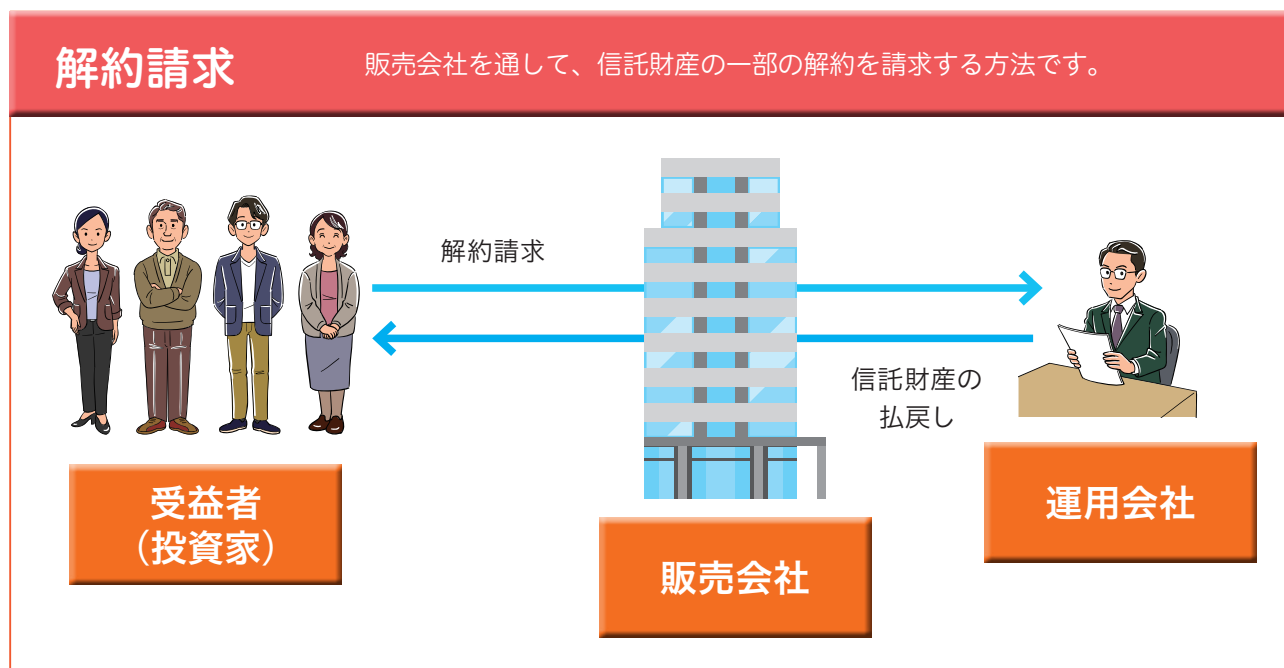 解約請求
販売会社を通して、信託財産の一部の解約を請求する方法です。
解約請求
信託財産の
払戻し
受益者
（投資家）
販売会社
運用会社